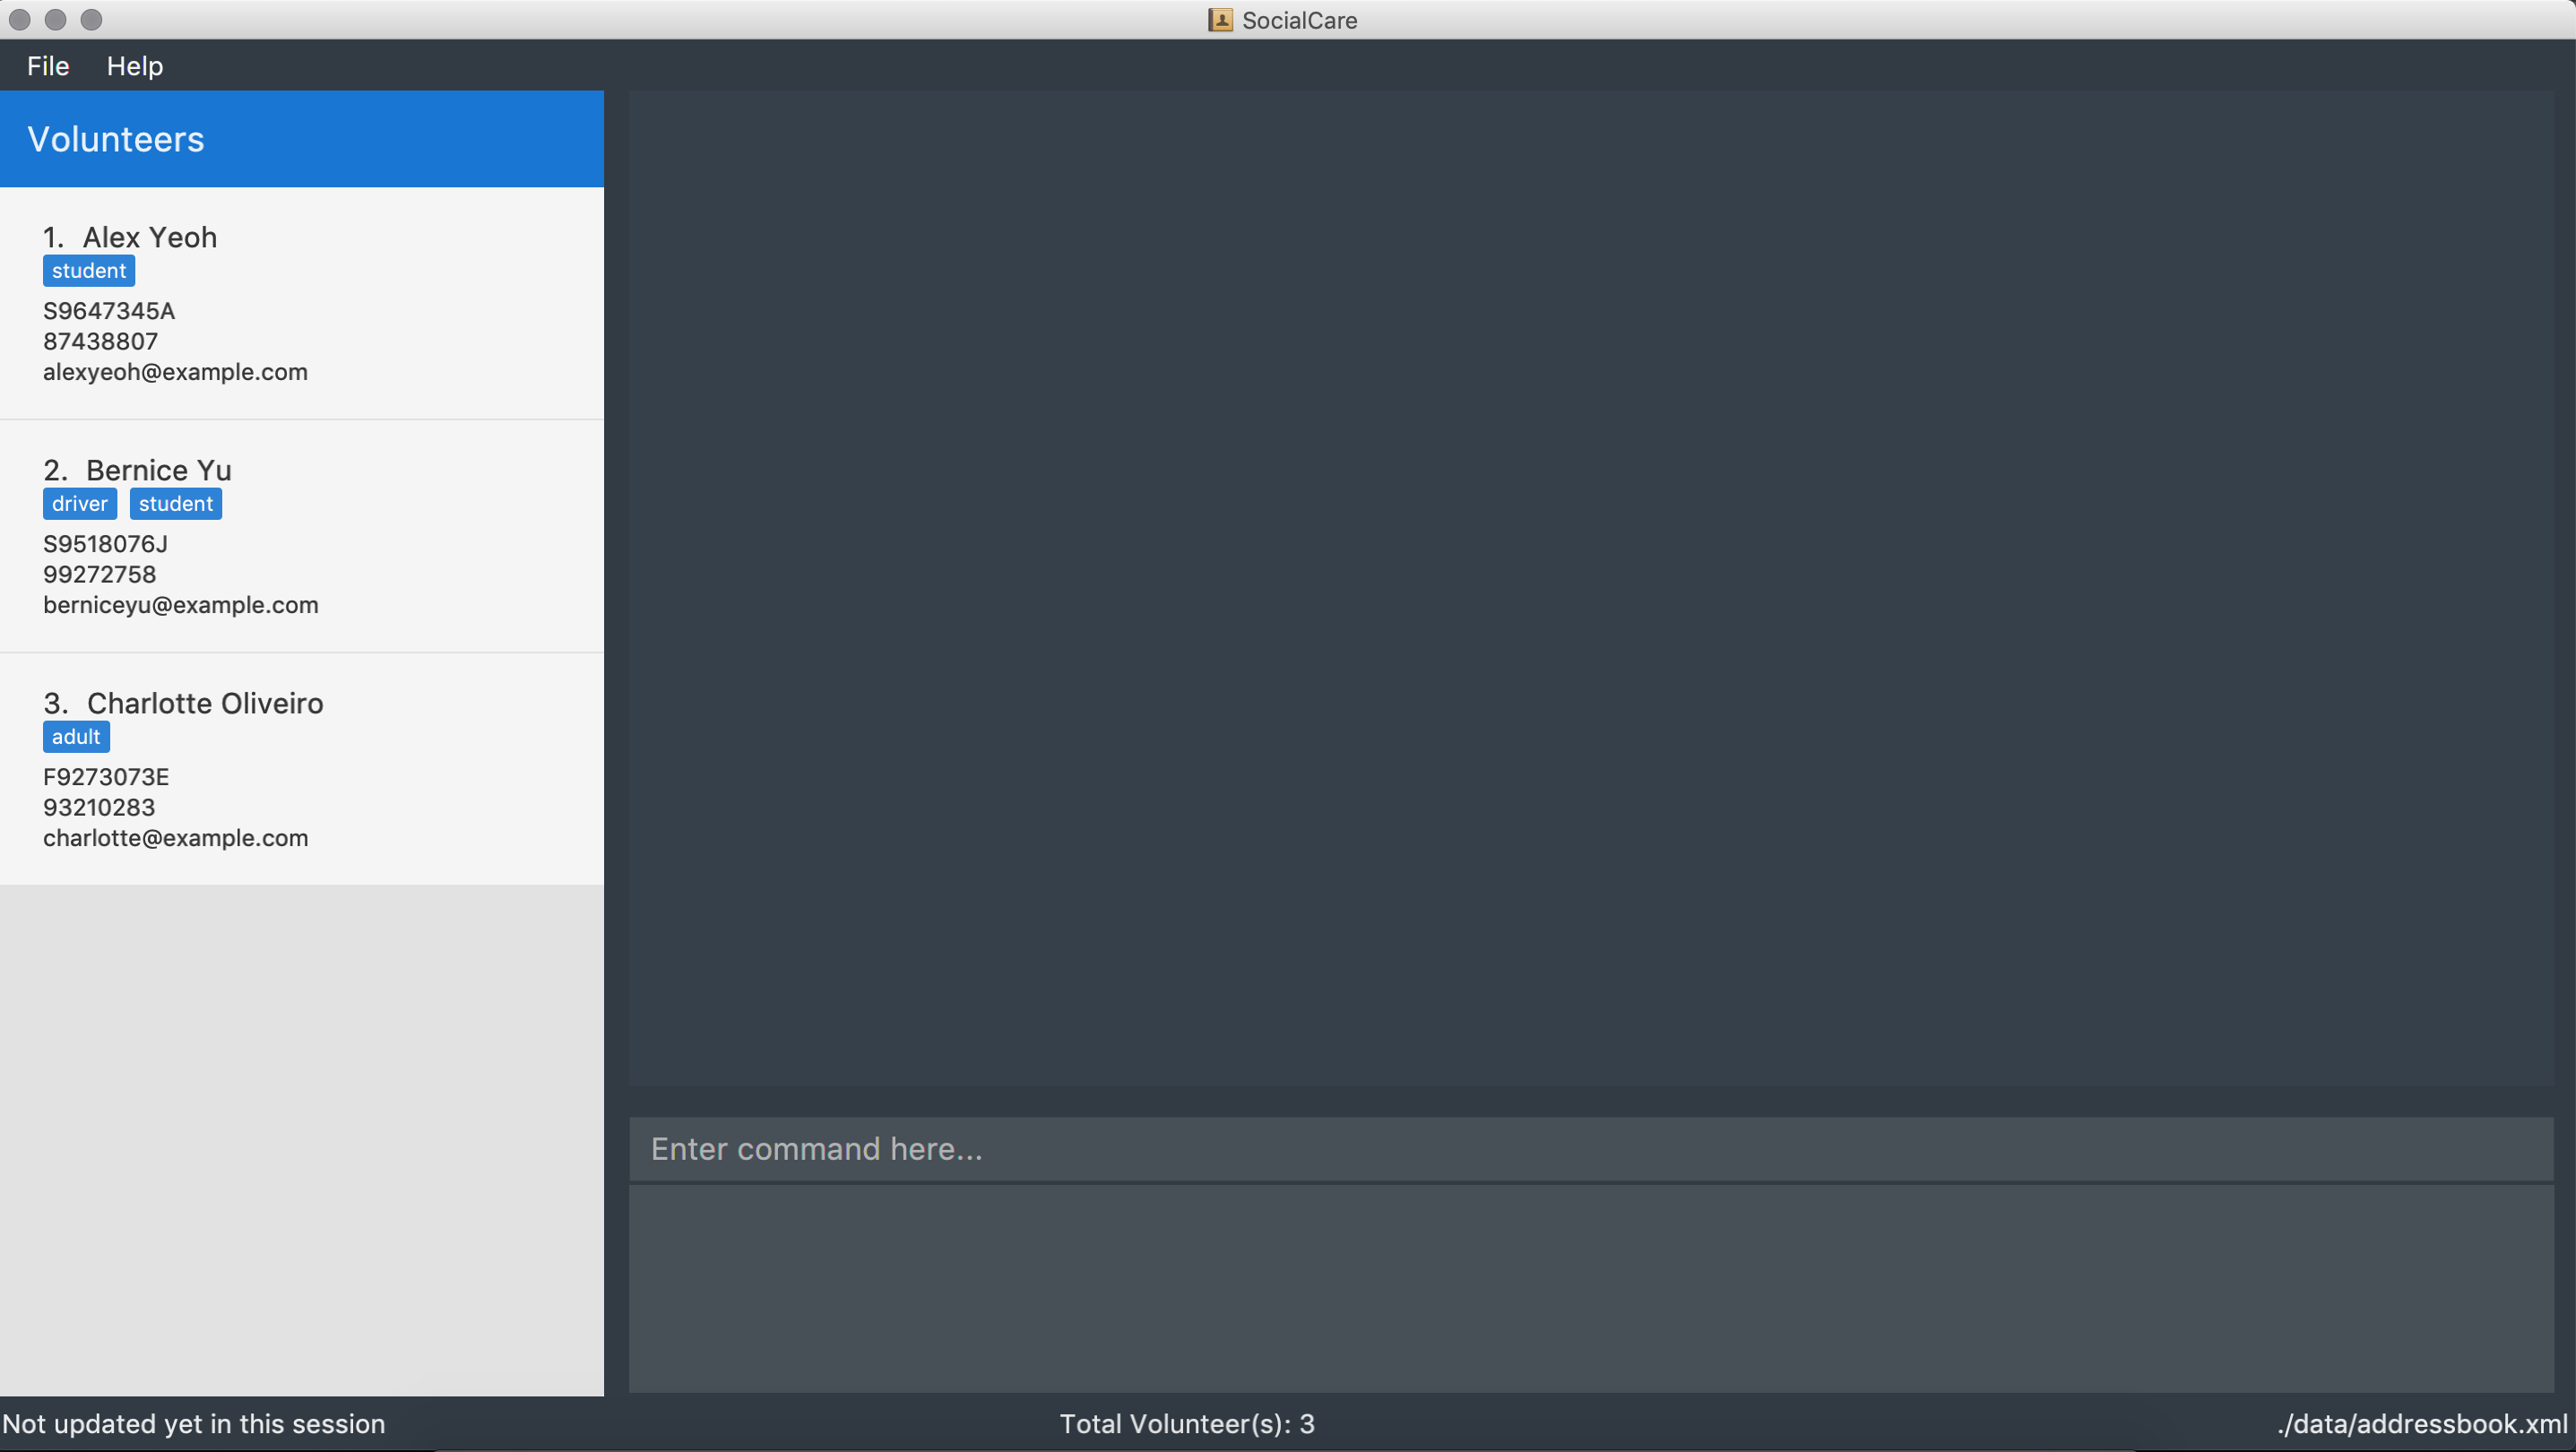 SocialCare
File Help
Volunteers
1. Alex Yeoh
student
S9647345A
87438807
alexyeoh@example.com
2. Bernice Yu
driver student
S9518076J
99272758
berniceyu@example.com
3. Charlotte Oliveiro
adult
F9273073E
93210283
charlotte@example.com
Enter command here...
Not updated yet in this session
Total Volunteer(s): 3
./data/addressbook.xml